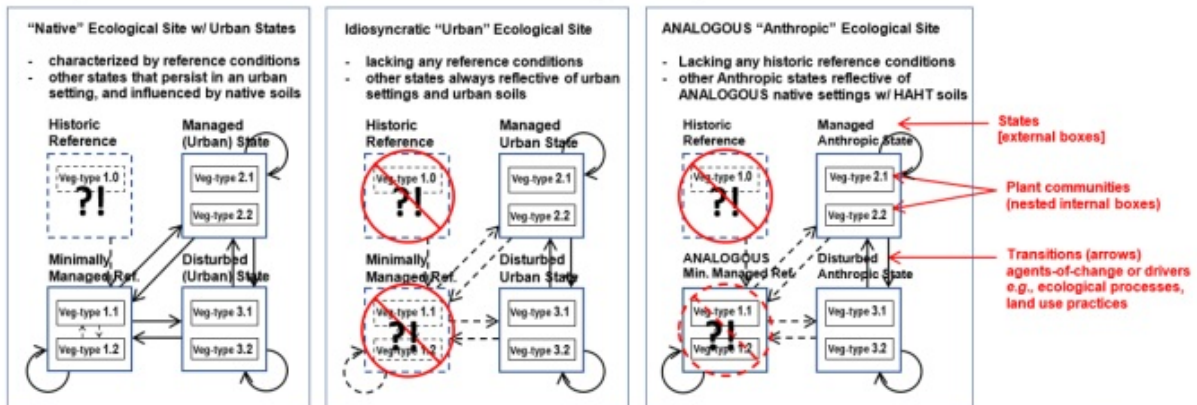 “Native” Ecological Site w/ Urban States
- characterized by reference conditions
- other states that persist in an urban
setting, and influenced by native soils
Historic
Reference
Managed
(Urban) State
Veg-type 1.0
?!
Veg-type 2.1
Veg-type 2.2
Minimally
Managed Ref.
Disturbed
(Urban) State
Veg-type 1.1
Veg-type 1.2
Veg-type 3.1
Veg-type 3.2
Idiosyncratic “Urban” Ecological Site
- lacking any reference conditions
- other states always reflective of urban
settings and urban soils
Historic
Reference
Managed
Urban State
Veg-type 1.0
?!
Veg-type 2.1
Veg-type 2.2
Minimally
Managed Ref.
Disturbed
Urban State
Veg-type 1.1
?!
Veg-type 1.2
Veg-type 3.1
Veg-type 3.2
ANALOGOUS “Anthropic” Ecological Site
- Lacking any historic reference conditions
- other Anthropic states reflective of
ANALOGOUS native settings w/ HAHT soils
Historic
Reference
Managed
Anthropic State
Veg-type 1.0
?!
Veg-type 2.1
Veg-type 2.2
ANALOGOUS
Min. Managed Ref.
Disturbed
Anthropic State
Veg-type 1.1
?!
Veg-type 1.2
Veg-type 3.1
Veg-type 3.2
States
[external boxes]
Plant communities
(nested internal boxes)
Transitions (arrows)
agents-of-change or drivers
e.g., ecological processes,
land use practices